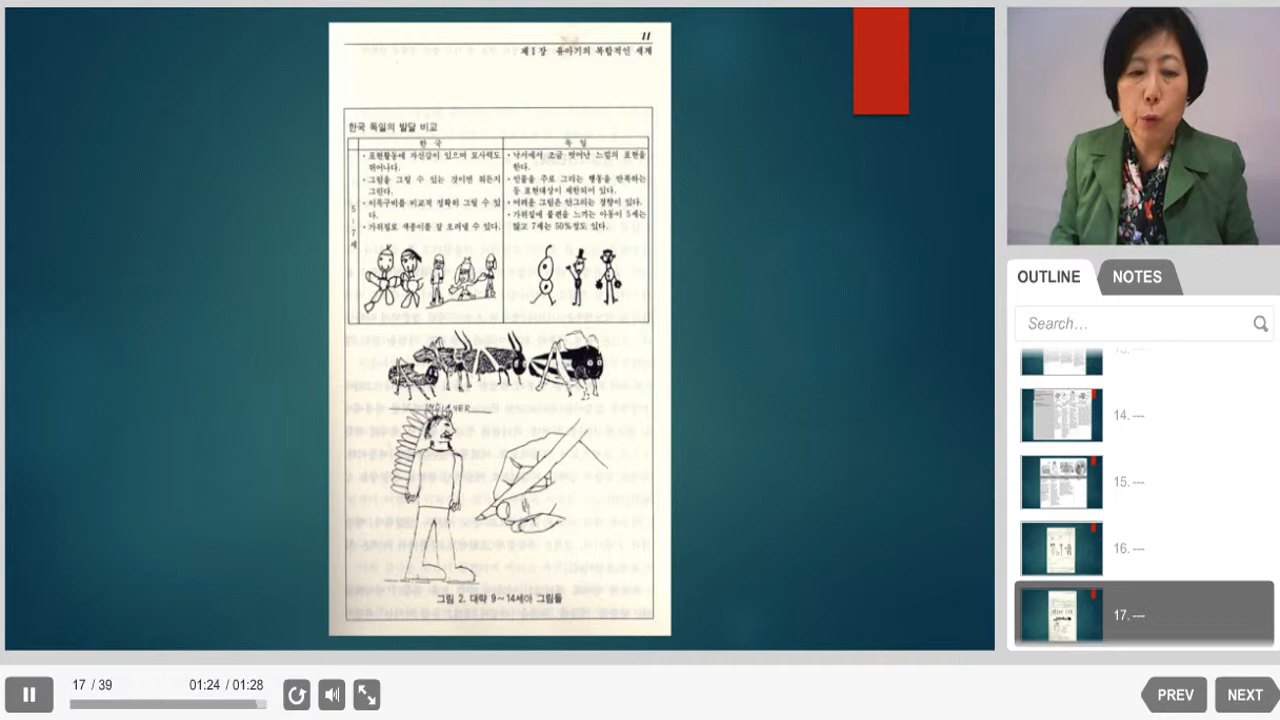 11
제1장 유아기의 복합적인 세계
한국 독일의 발달 비교
한 국
독 일
5
-
7
세
• 표현활동에 자신감이 있으며 묘사력도
뛰어나다.
• 그림을 그릴 수 있는 것이면 뭐든지
그린다.
• 이목구비를 비교적 정확히 그릴 수 있
다.
• 가위질로 색종이를 잘 오려낼 수 있다.
• 낙서에서 조금 벗어난 느낌의 표현을
한다.
• 인물을 주로 그리는 행동을 반복하는
등 표현대상이 제한되어 있다.
• 어려운 그림은 안그리는 경향이 있다.
• 가위질에 불편을 느끼는 아동이 5세는
많고 7세는 50%정도 있다.
그림 2. 대략 9~14세아 그림들
OUTLINE
NOTES
Search...
14. ---
15. ---
16. ---
17. ---
17 / 39
01:24 / 01:28
PREV
NEXT